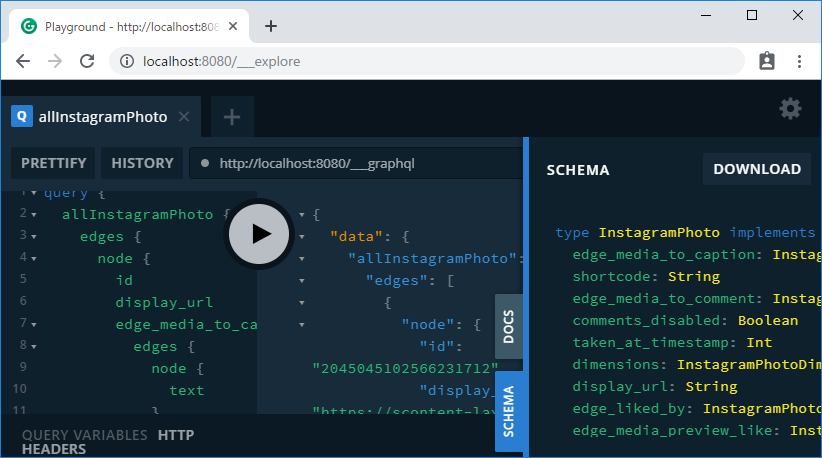 Playground - http://localhost:808
localhost:8080/___explore
Q allInstagramPhoto
PRETTIFY HISTORY http://localhost:8080/___graphql
1 query {
2 allInstagramPhoto {
3 edges {
4 node {
5 id
6 display_url
7 edge_media_to_ca
8 edges {
9 node {
10 text
11 }
{
"data": {
"allInstagramPhoto":
"edges": [
{
"node": {
"id":
"2045045102566231712"
"display_
"https://scontent-lax
DOCS
SCHEMA
SCHEMA DOWNLOAD
type InstagramPhoto implements
edge_media_to_caption: Instag
shortcode: String
edge_media_to_comment: Instag
comments_disabled: Boolean
taken_at_timestamp: Int
dimensions: InstagramPhotoDim
display_url: String
edge_liked_by: InstagramPhoto
edge_media_preview_like: Inst
QUERY VARIABLES HTTP
HEADERS